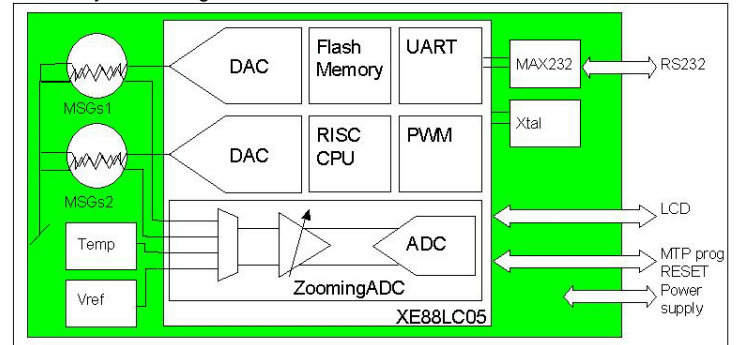 DAC
Flash
Memory
UART
MAX232
RS232
MSGs1
Xtal
DAC
RISC
CPU
PWM
MSGs2
LCD
Temp
ADC
MTP prog
RESET
ZoomingADC
Power
supply
Vref
XE88LC05